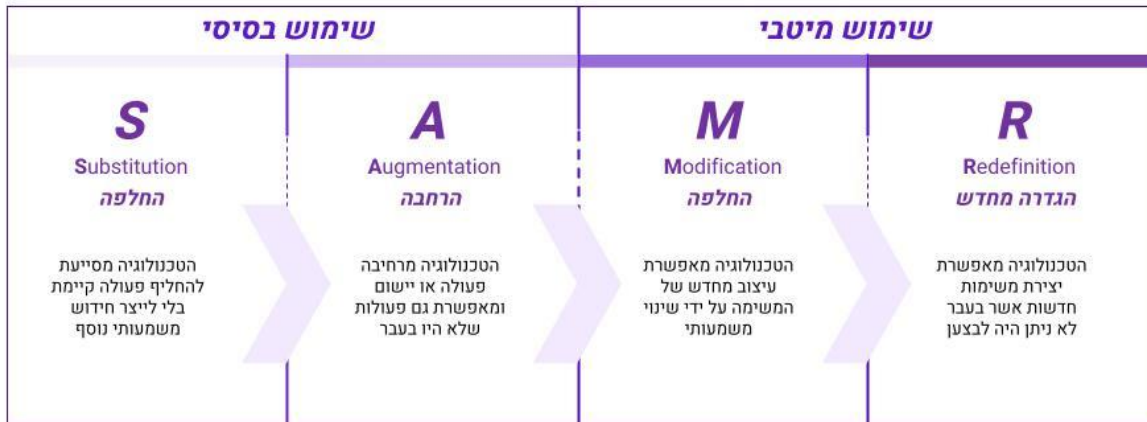 שימוש בסיסי
שימוש מיטבי
S
Substitution
החלפה
הטכנולוגיה מסייעת
להחליף פעולה קיימת
בלי לייצר חידוש
משמעותי נוסף
A
Augmentation
הרחבה
הטכנולוגיה מרחיבה
פעולה או יישום
ומאפשרת גם פעולות
שלא היו בעבר
M
Modification
החלפה
הטכנולוגיה מאפשרת
עיצוב מחדש של
המשימה על ידי שינוי
משמעותי
R
Redefinition
הגדרה מחדש
הטכנולוגיה מאפשרת
יצירת משימות
חדשות אשר בעבר
לא ניתן היה לבצען